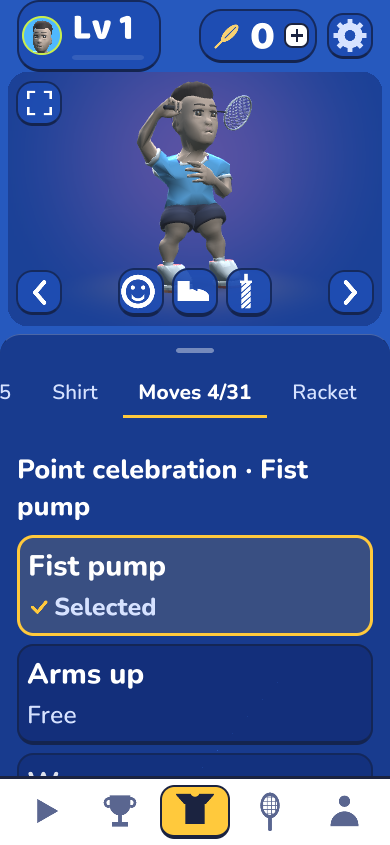 Lv 1
0
5
Shirt
Moves 4/31
Racket
Point celebration · Fist
pump
Fist pump
Selected
Arms up
Free